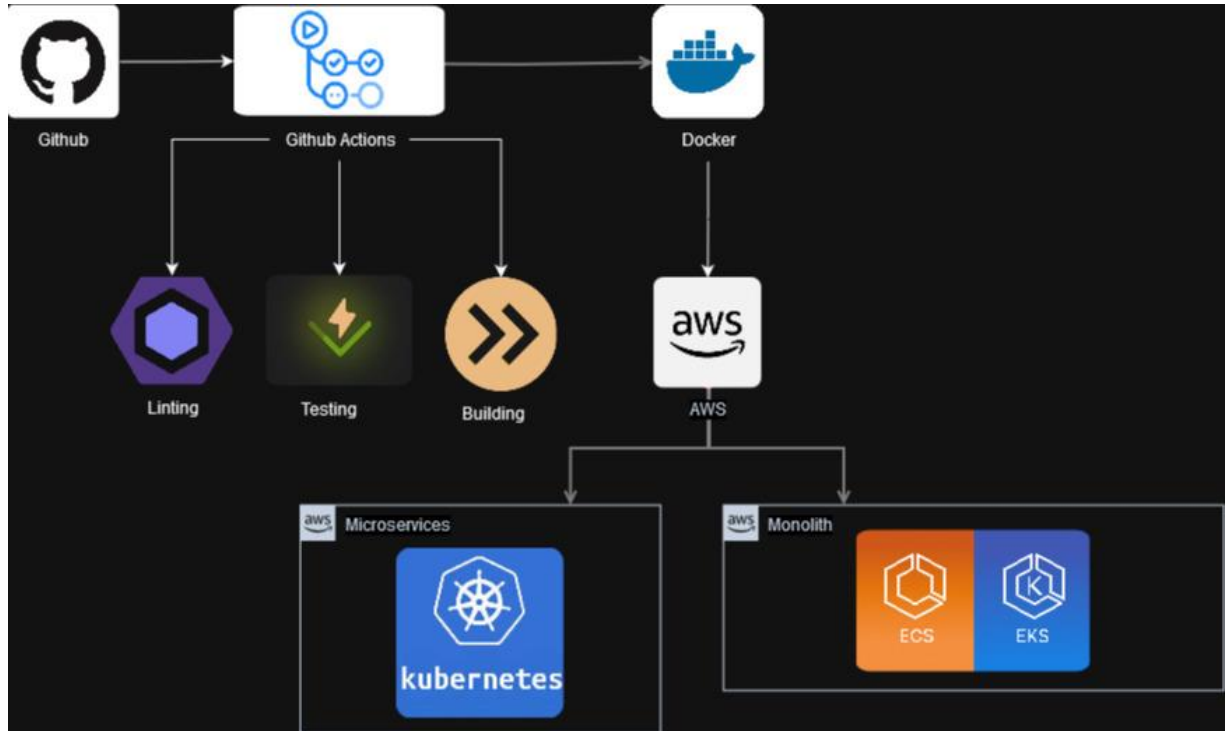 Github
Github Actions
Docker
aws
Linting
Testing
Building
AWS
aws
Microservices
aws
Monolith
kubernetes
ECS
K
EKS